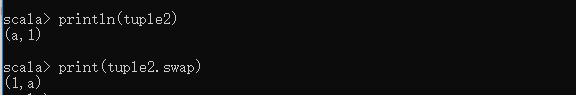 scala> println(tuple2)
(a,1)
scala> print(tuple2.swap)
(1,a)